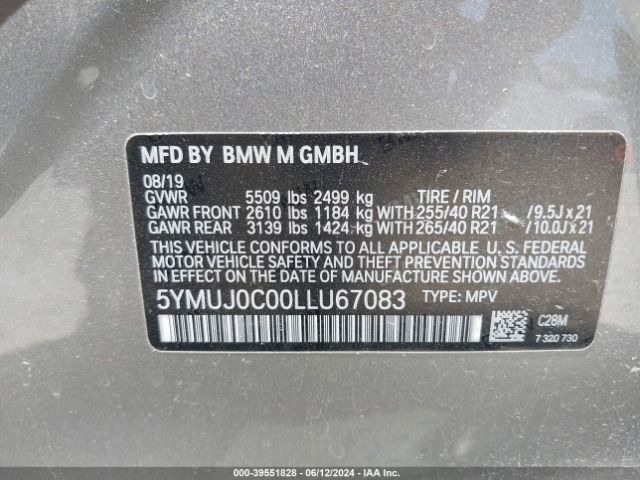 MFD BY BMW M GMBH
08/19
GVWR 5509 lbs 2499 kg TIRE / RIM
GAWR FRONT 2610 lbs 1184 kg WITH 255/40 R21 / 9.5J x 21
GAWR REAR 3139 lbs 1424 kg WITH 265/40 R21 / 10.0J x 21
THIS VEHICLE CONFORMS TO ALL APPLICABLE U. S. FEDERAL
MOTOR VEHICLE SAFETY AND THEFT PREVENTION STANDARDS
IN EFFECT ON THE DATE OF MANUFACTURE SHOWN ABOVE.
5YMUJ0C00LLU67083 TYPE: MPV
C28M
7 320 730
000-39551828 - 06/12/2024 - IAA Inc.